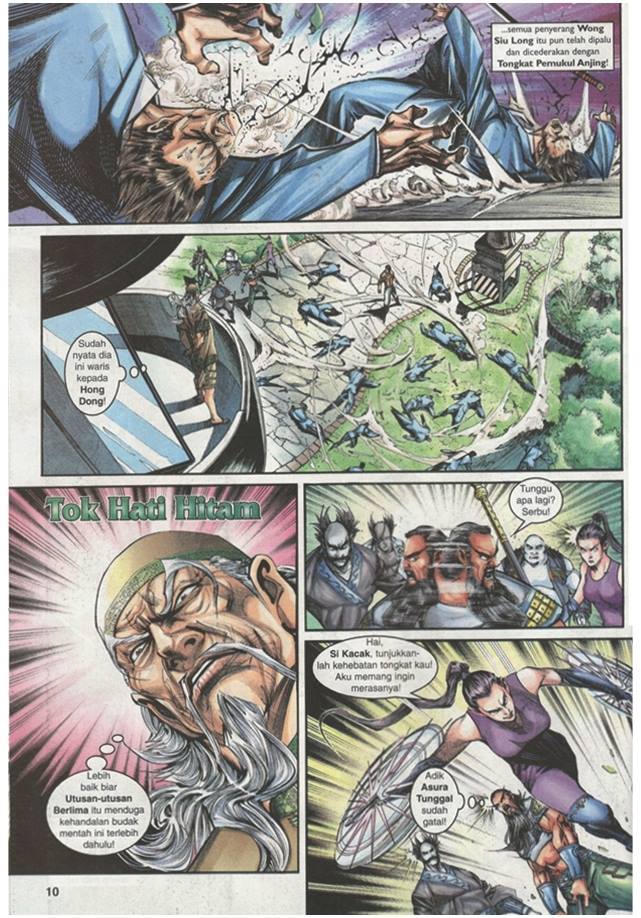 ...semua penyerang Wong
Siu Long itu pun telah dipalu
dan dicederakan dengan
Tongkat Pemukul Anjing!
Sudah
nyata dia
ini waris
kepada
Hong
Dong!
Tok Hati Hitam
Lebih
baik biar
Utusan-utusan
Berlima itu menduga
kehandalan budak
mentah ini terlebih
dahulu!
Tunggu
apa lagi?
Serbu!
Hai,
Si Kacak, tunjukkan-
lah kehebatan tongkat kau!
Aku memang ingin
merasanya!
Adik
Asura
Tunggal
sudah
gatal!
10